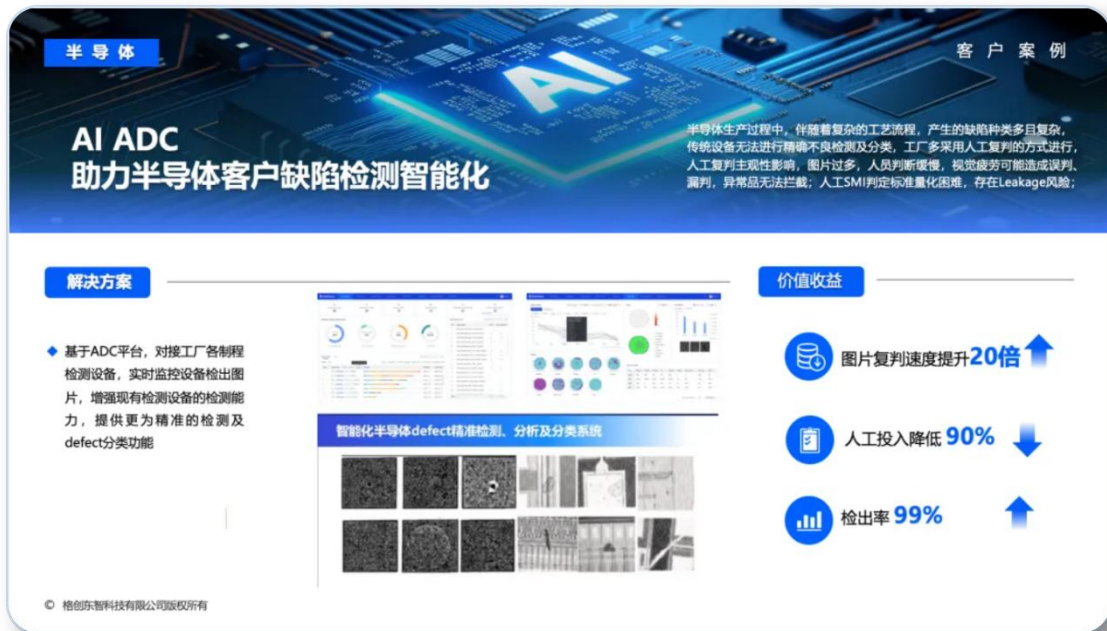 半导体
客户案例
AI
AI ADC
助力半导体客户缺陷检测智能化
半导体生产过程中，伴随着复杂的工艺流程，产生的缺陷种类多且复杂，
传统设备无法进行精确不良检测及分类，工厂多采用人工复判的方式进行，
人工复判主观性影响，图片过多，人员判断缓慢，视觉疲劳可能造成误判、
漏判，异常品无法拦截；人工SMI判定标准量化困难，存在Leakage风险；
解决方案
基于ADC平台，对接工厂各制程
检测设备，实时监控设备检出图
片，增强现有检测设备的检测能
力，提供更为精准的检测及
defect分类功能
智能化半导体defect精准检测、分析及分类系统
价值收益
图片复判速度提升20倍
人工投入降低 90%
检出率 99%
© 格创东智科技有限公司版权所有